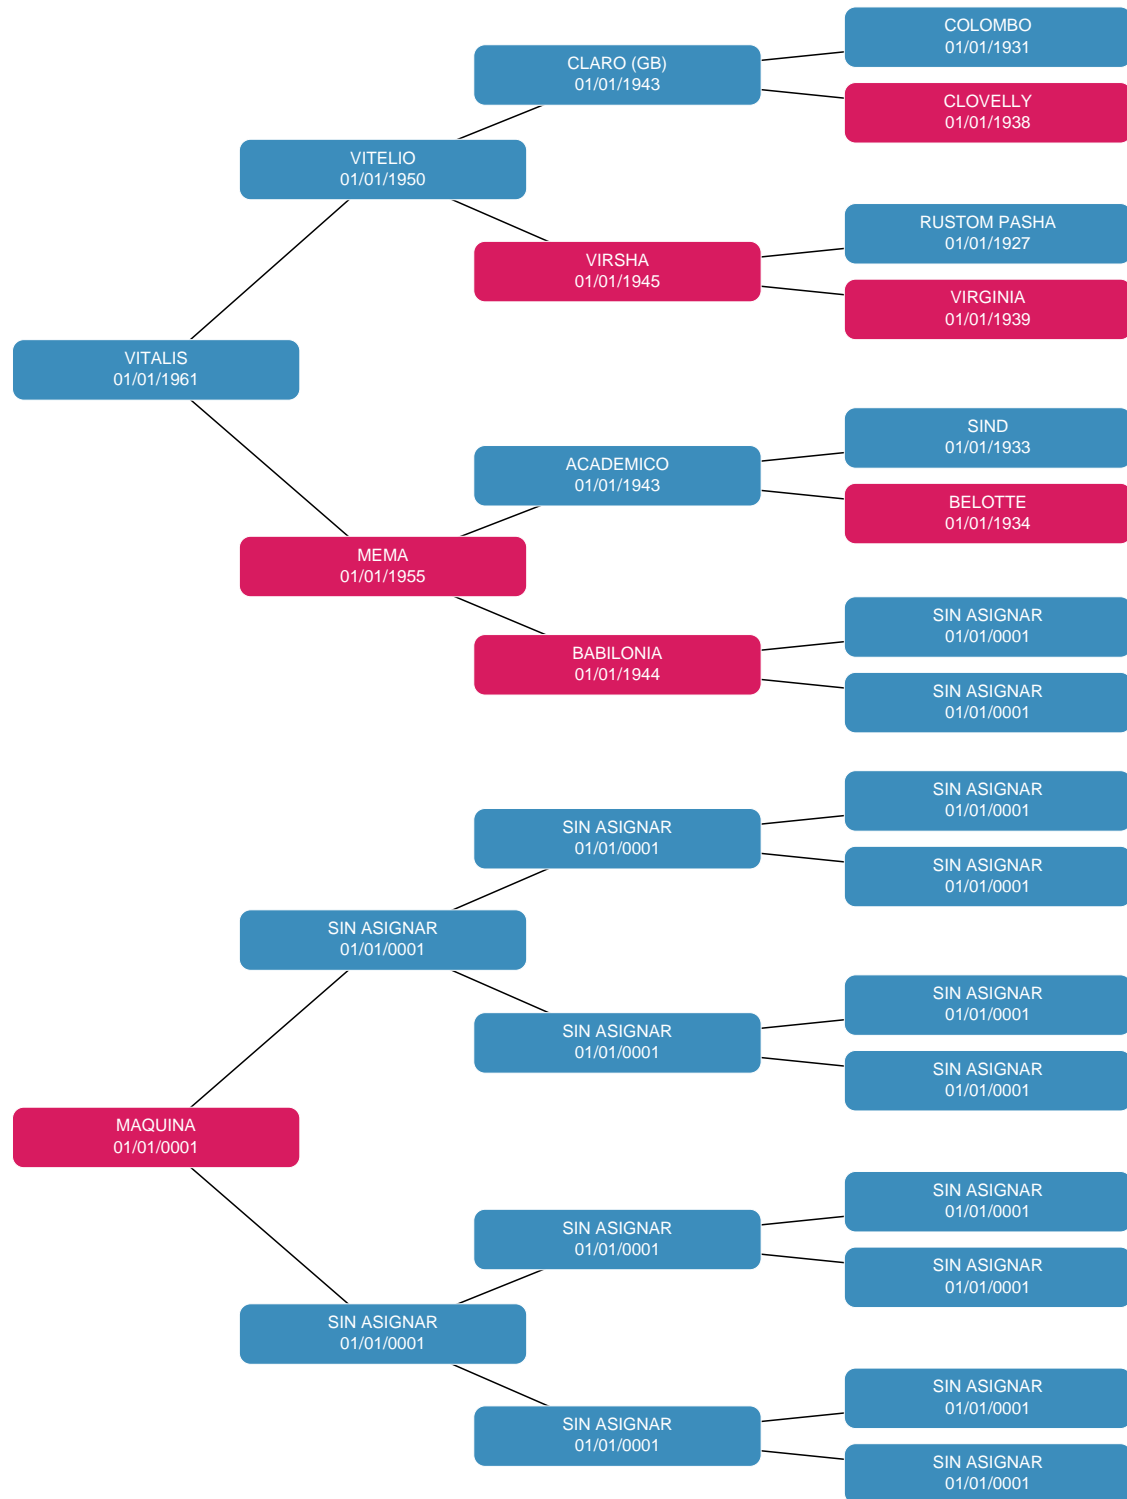 COLOMBO
01/01/1931
CLARO (GB)
01/01/1943
CLOVELLY
01/01/1938
VITELIO
01/01/1950
RUSTOM PASHA
01/01/1927
VIRSHA
01/01/1945
VIRGINIA
01/01/1939
VITALIS
01/01/1961
SIND
01/01/1933
ACADEMICO
01/01/1943
BELOTTE
01/01/1934
MEMA
01/01/1955
SIN ASIGNAR
01/01/0001
BABILONIA
01/01/1944
SIN ASIGNAR
01/01/0001
SIN ASIGNAR
01/01/0001
SIN ASIGNAR
01/01/0001
SIN ASIGNAR
01/01/0001
SIN ASIGNAR
01/01/0001
SIN ASIGNAR
01/01/0001
SIN ASIGNAR
01/01/0001
SIN ASIGNAR
01/01/0001
MAQUINA
01/01/0001
SIN ASIGNAR
01/01/0001
SIN ASIGNAR
01/01/0001
SIN ASIGNAR
01/01/0001
SIN ASIGNAR
01/01/0001
SIN ASIGNAR
01/01/0001
SIN ASIGNAR
01/01/0001
SIN ASIGNAR
01/01/0001